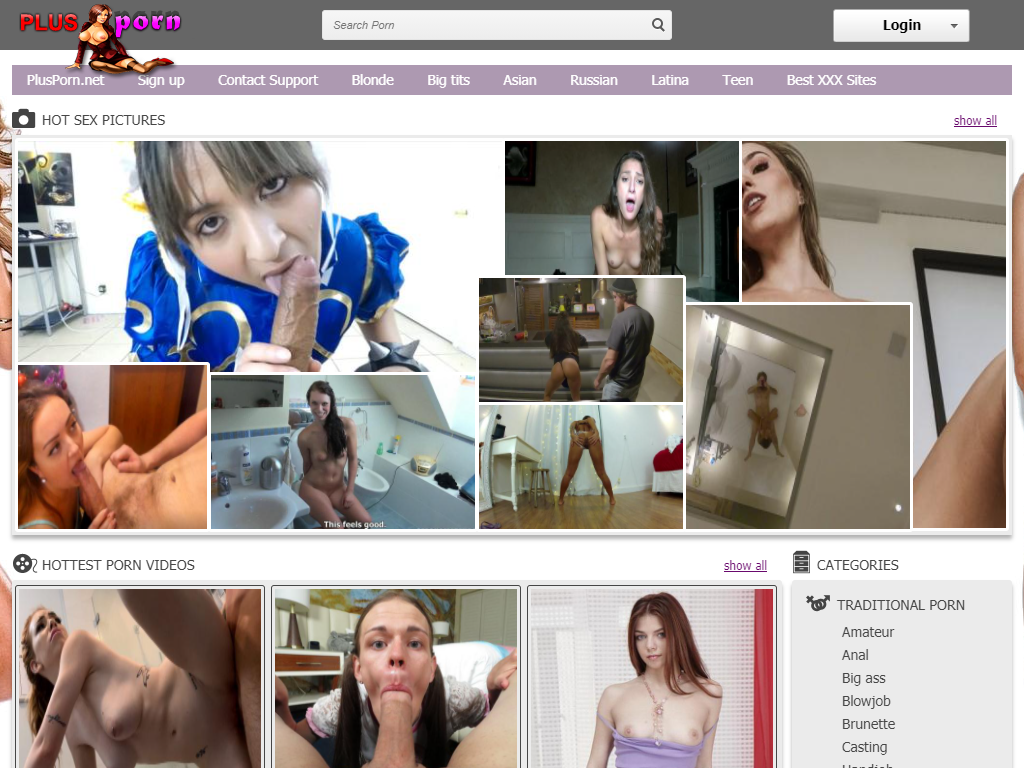 PLUS porn
Search Porn
Login
PlusPorn.net Sign up Contact Support Blonde Big tits Asian Russian Latina Teen Best XXX Sites
HOT SEX PICTURES
show all
This feels good..
HOTTEST PORN VIDEOS
show all
CATEGORIES
TRADITIONAL PORN
Amateur
Anal
Big ass
Blowjob
Brunette
Casting